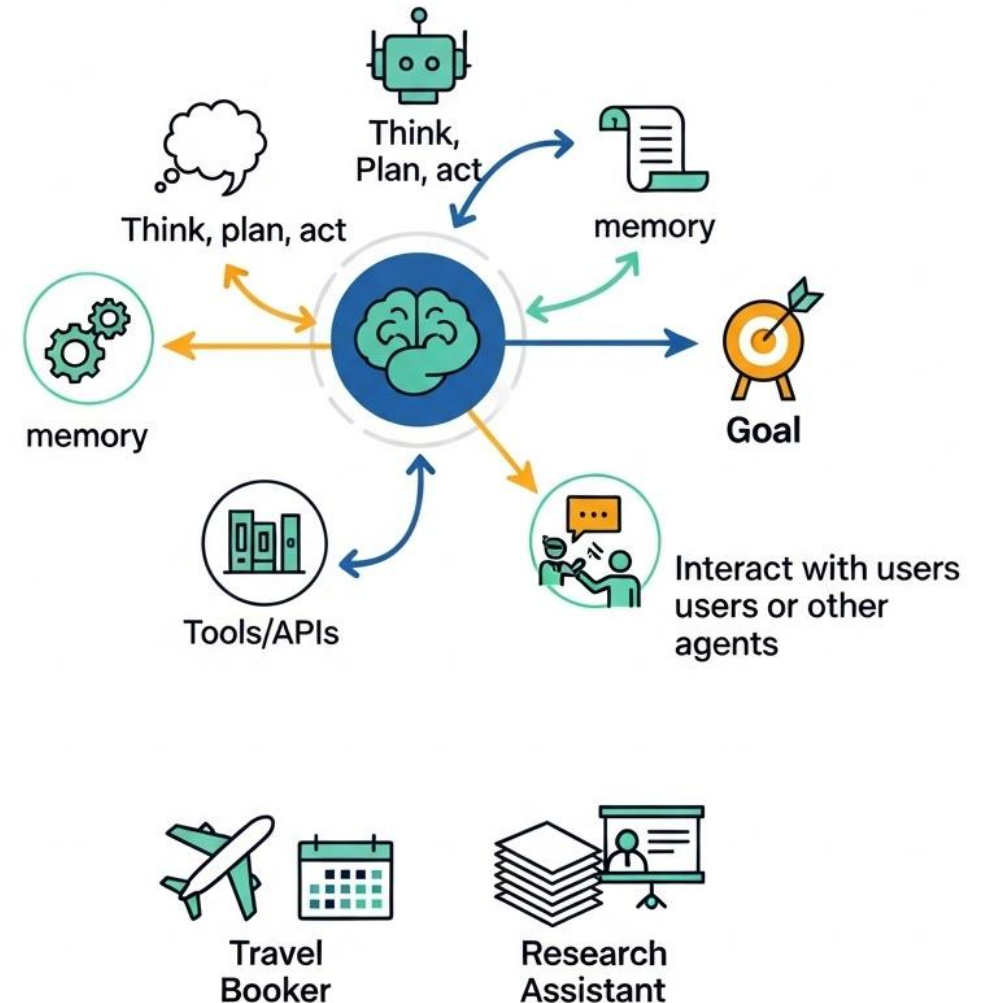 Think,
Plan, act
Think, plan, act
memory
memory
Goal
Tools/APIs
Interact with users
users or other
agents
Travel
Booker
Research
Assistant